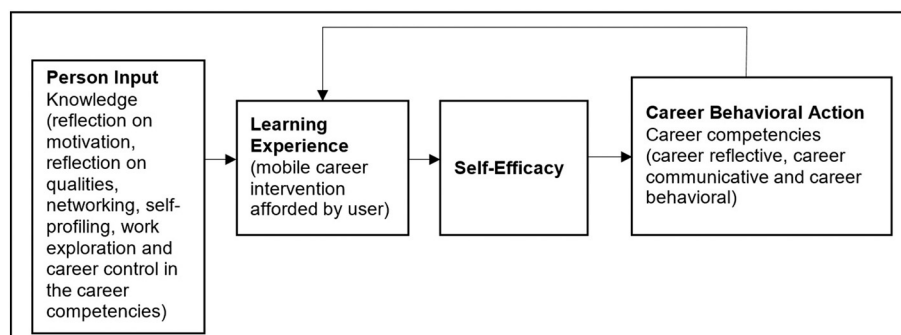 Person Input
Knowledge
(reflection on
motivation,
reflection on
qualities,
networking, self-
profiling, work
exploration and
career control in
the career
competencies)
Learning
Experience
(mobile career
intervention
afforded by user)
Self-Efficacy
Career Behavioral Action
Career competencies
(career reflective, career
communicative and career
behavioral)